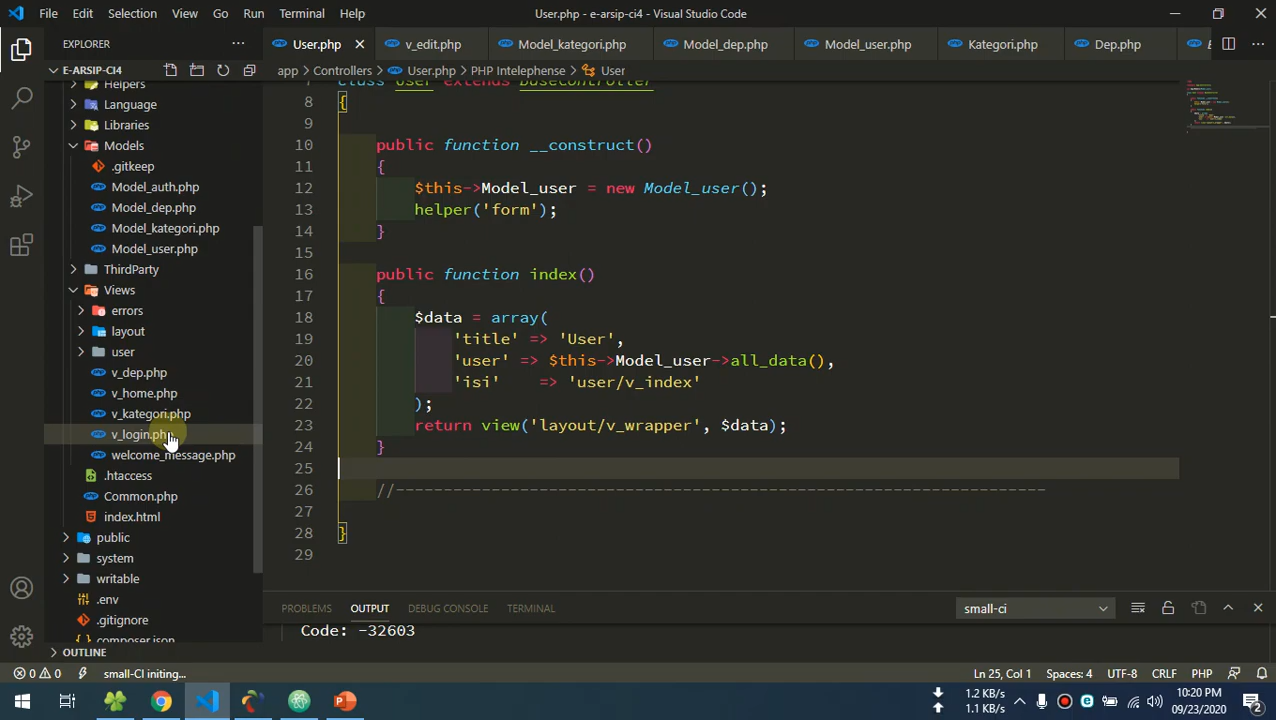 File Edit Selection View Go Run Terminal Help User.php - e-arsip-ci4 - Visual Studio Code
EXPLORER
User.php v_edit.php Model_kategori.php Model_dep.php Model_user.php Kategori.php Dep.php
E-ARSIP-CI4
app > Controllers > User.php > PHP Intelephense > User
Helpers
Language
Libraries
Models
.gitkeep
Model_auth.php
Model_dep.php
Model_kategori.php
Model_user.php
ThirdParty
Views
errors
layout
user
v_dep.php
v_home.php
v_kategori.php
v_login.php
welcome_message.php
.htaccess
Common.php
index.html
public
system
writable
.env
.gitignore
composer.json
OUTLINE
7 class User extends BaseController
8 {
9
10 public function __construct()
11 {
12 $this->Model_user = new Model_user();
13 helper('form');
14 }
15
16 public function index()
17 {
18 $data = array(
19 'title' => 'User',
20 'user' => $this->Model_user->all_data(),
21 'isi' => 'user/v_index'
22 );
23 return view('layout/v_wrapper', $data);
24 }
25
26 //--------------------------------------------------------------------
27
28 }
29
PROBLEMS OUTPUT DEBUG CONSOLE TERMINAL small-ci
Code: -32603
0 0 small-CI initing... Ln 25, Col 1 Spaces: 4 UTF-8 CRLF PHP
1.2 KB/s
1.1 KB/s
10:20 PM
09/23/2020
2